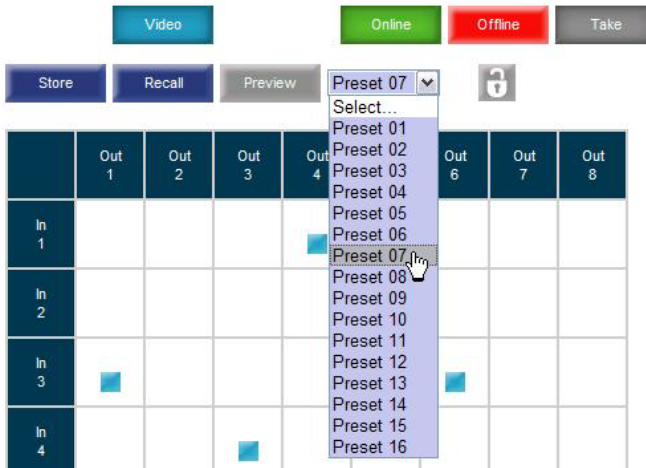 Video Online Offline Take
Store Recall Preview Preset 07
Select...
Preset 01
Preset 02
Preset 03
Preset 04
Preset 05
Preset 06
Preset 07
Preset 08
Preset 09
Preset 10
Preset 11
Preset 12
Preset 13
Preset 14
Preset 15
Preset 16
Out 1
Out 2
Out 3
Out 4
Out 6
Out 7
Out 8
In 1
In 2
In 3
In 4